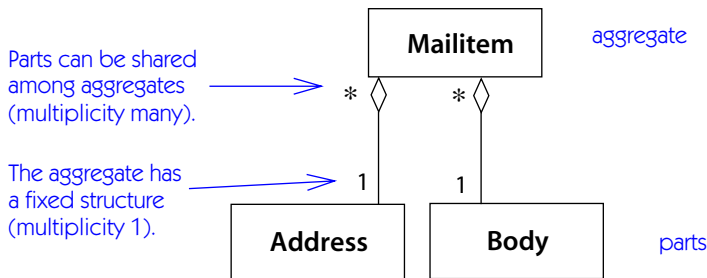 Mailitem
aggregate
Parts can be shared
among aggregates
(multiplicity many).
* *
The aggregate has
a fixed structure
(multiplicity 1).
1 1
Address
Body
parts